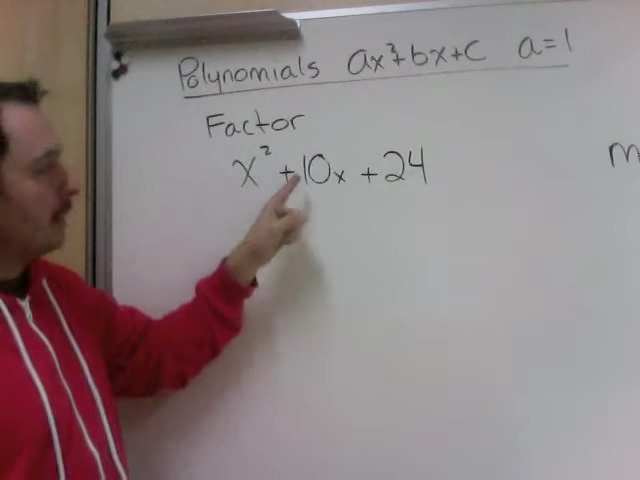 Polynomials ax²+bx+c a=1
Factor
x² +10x +24
m